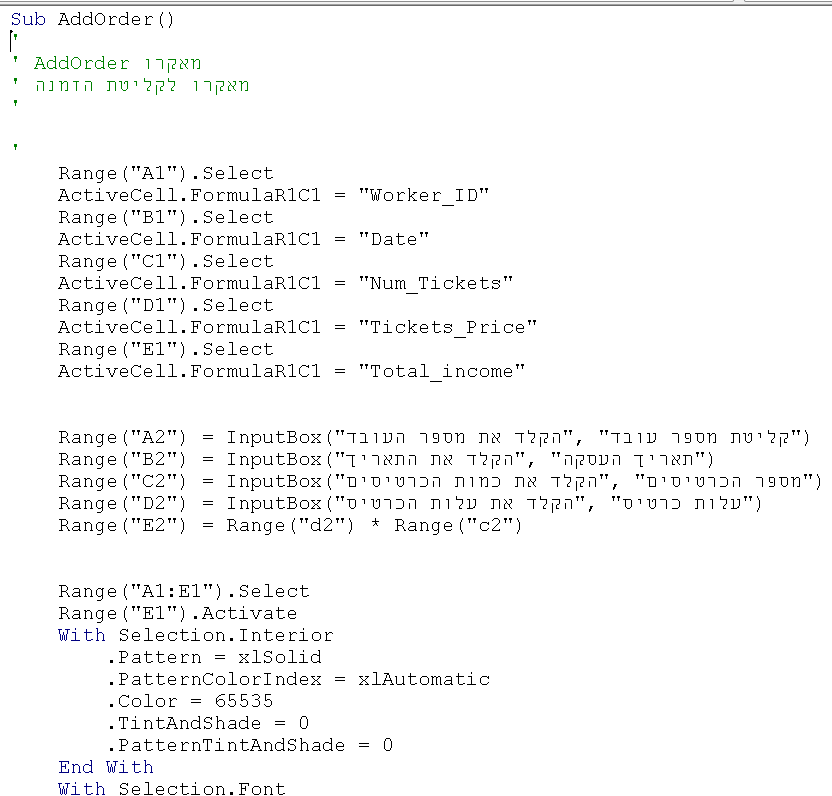 Sub AddOrder()
'
' AddOrder מאקרו
' מאקרו לקליטת הזמנה
'

'
    Range("A1").Select
    ActiveCell.FormulaR1C1 = "Worker_ID"
    Range("B1").Select
    ActiveCell.FormulaR1C1 = "Date"
    Range("C1").Select
    ActiveCell.FormulaR1C1 = "Num_Tickets"
    Range("D1").Select
    ActiveCell.FormulaR1C1 = "Tickets_Price"
    Range("E1").Select
    ActiveCell.FormulaR1C1 = "Total_income"


    Range("A2") = InputBox("הקלד את מספר העובד", "קליטת מספר עובד")
    Range("B2") = InputBox("הקלד את התאריך", "תאריך העסקה")
    Range("C2") = InputBox("הקלד את כמות הכרטיסים", "מספר הכרטיסים")
    Range("D2") = InputBox("הקלד את עלות הכרטיס", "עלות כרטיס")
    Range("E2") = Range("d2") * Range("c2")


    Range("A1:E1").Select
    Range("E1").Activate
    With Selection.Interior
        .Pattern = xlSolid
        .PatternColorIndex = xlAutomatic
        .Color = 65535
        .TintAndShade = 0
        .PatternTintAndShade = 0
    End With
    With Selection.Font